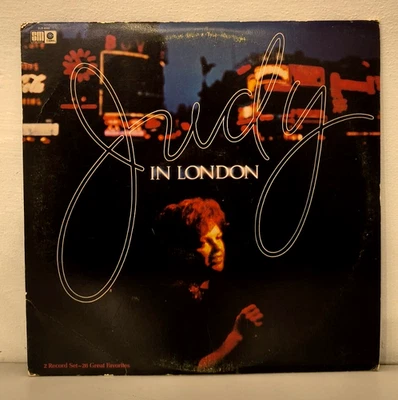 Judy
IN LONDON
2 Record Set—20 Great Favorites